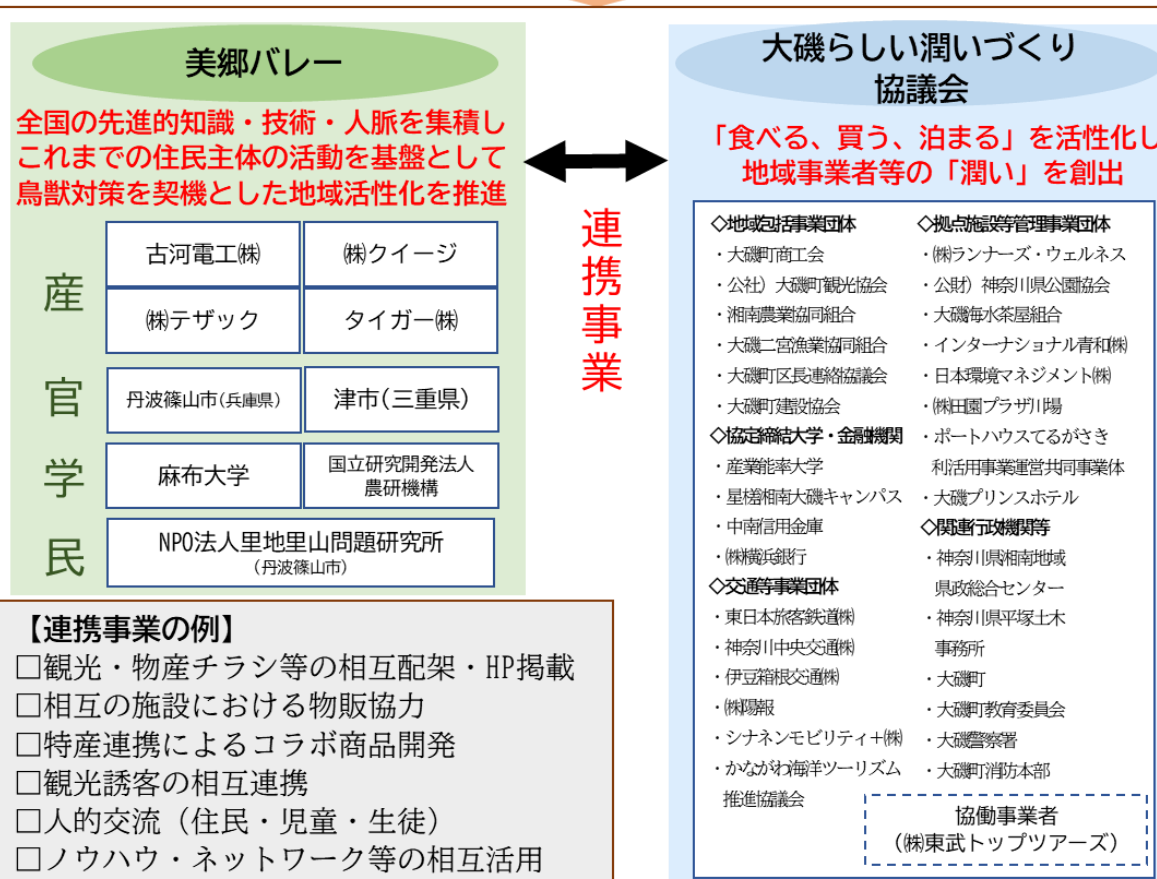 美郷バレー
全国の先進的知識・技術・人脈を集積し
これまでの住民主体の活動を基盤として
鳥獣対策を契機とした地域活性化を推進
産
古河電工㈱
㈱クイージ
㈱テザック
タイガー㈱
官
丹波篠山市(兵庫県)
津市(三重県)
学
麻布大学
国立研究開発法人
農研機構
民
NPO法人里地里山問題研究所
(丹波篠山市)
連携事業
大磯らしい潤いづくり
協議会
「食べる、買う、泊まる」を活性化し
地域事業者等の「潤い」を創出
◇地域包括事業団体
・大磯町商工会
・公社）大磯町観光協会
・湘南農業協同組合
・大磯二宮漁業協同組合
・大磯町区長連絡協議会
・大磯町建設協会
◇協定締結大学・金融機関
・産業能率大学
・星槎湘南大磯キャンパス
・中南信用金庫
・㈱横浜銀行
◇交通等事業団体
・東日本旅客鉄道㈱
・神奈川中央交通㈱
・伊豆箱根交通㈱
・㈱陽報
・シナネンモビリティ+㈱
・かながわ海洋ツーリズム
推進協議会
◇拠点施設等管理事業団体
・㈱ランナーズ・ウェルネス
・公財）神奈川県公園協会
・大磯海水茶屋組合
・インターナショナル青和㈱
・日本環境マネジメント㈱
・㈱田園プラザ川場
・ポートハウスてるがさき
利活用事業運営共同事業体
・大磯プリンスホテル
◇関連行政機関等
・神奈川県湘南地域
県政総合センター
・神奈川県平塚土木
事務所
・大磯町
・大磯町教育委員会
・大磯警察署
・大磯町消防本部
協働事業者
（㈱東武トップツアーズ）
【連携事業の例】
□観光・物産チラシ等の相互配架・HP掲載
□相互の施設における物販協力
□特産連携によるコラボ商品開発
□観光誘客の相互連携
□人的交流（住民・児童・生徒）
□ノウハウ・ネットワーク等の相互活用